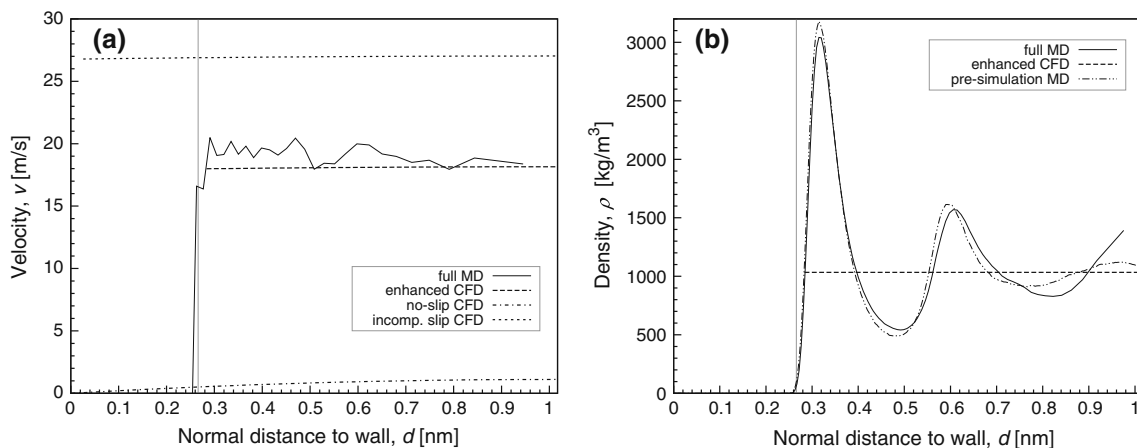 (a)
30
25
20
15
10
5
0
Velocity, v [m/s]
full MD
enhanced CFD
no-slip CFD
incomp. slip CFD
0 0.1 0.2 0.3 0.4 0.5 0.6 0.7 0.8 0.9 1
Normal distance to wall, d [nm]
(b)
3000
2500
2000
1500
1000
500
0
Density, ρ [kg/m³]
full MD
enhanced CFD
pre-simulation MD
0 0.1 0.2 0.3 0.4 0.5 0.6 0.7 0.8 0.9 1
Normal distance to wall, d [nm]